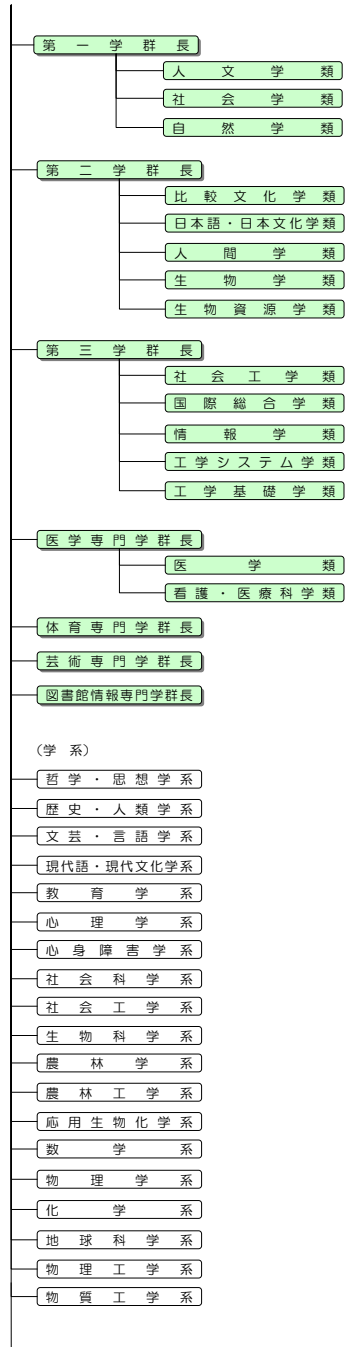 第一学群長
人文学類
社会学類
自然学類
第二学群長
比較文化学類
日本語・日本文化学類
人間学類
生物学類
生物資源学類
第三学群長
社会工学類
国際総合学類
情報学類
工学システム学類
工学基礎学類
医学専門学群長
医学類
看護・医療科学類
体育専門学群長
芸術専門学群長
図書館情報専門学群長
（学 系）
哲学・思想学系
歴史・人類学系
文芸・言語学系
現代語・現代文化学系
教育学系
心理学系
心身障害学系
社会科学系
社会工学系
生物科学系
農林学系
農林工学系
応用生物化学系
数学系
物理学系
化学系
地球科学系
物理工学系
物質工学系